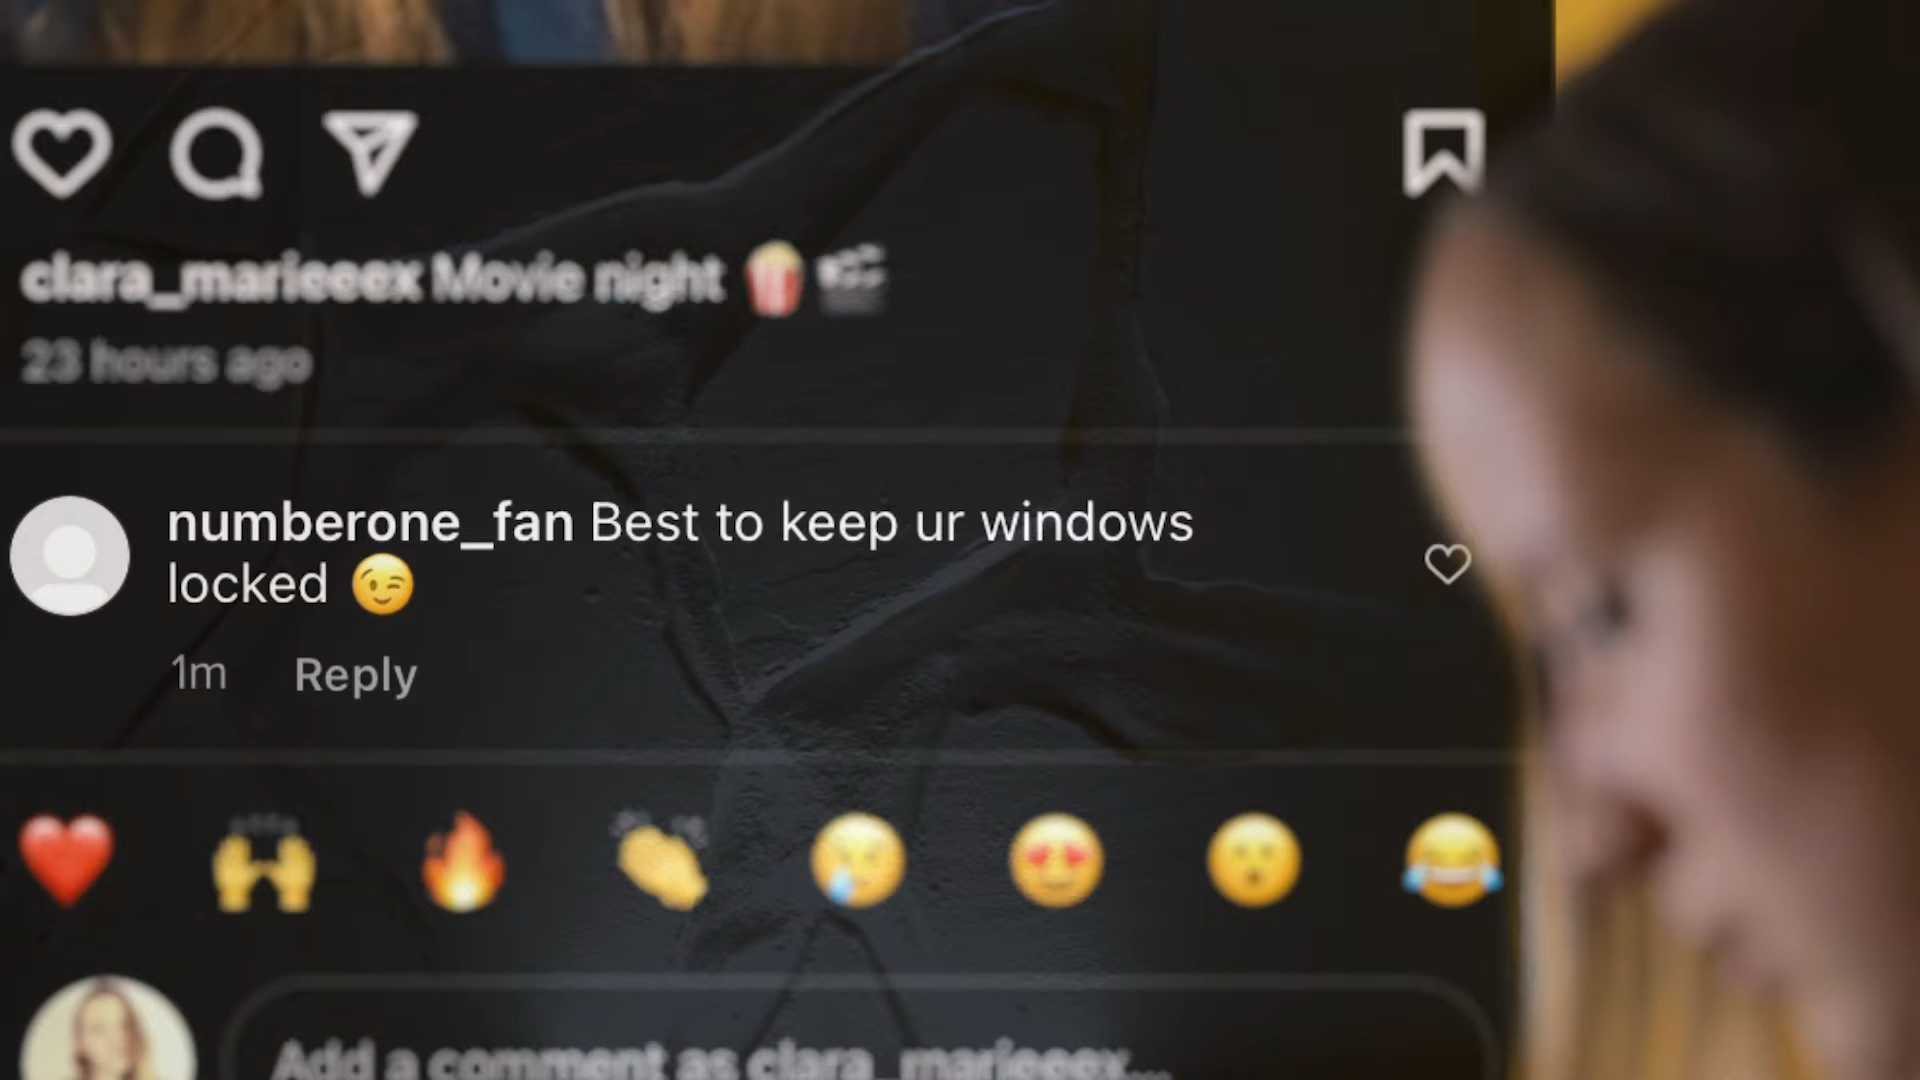 clara_marieeex Movie night 🍿🎬
23 hours ago
numberone_fan Best to keep ur windows
locked 😉
1m Reply
Add a comment as clara_marieeex...